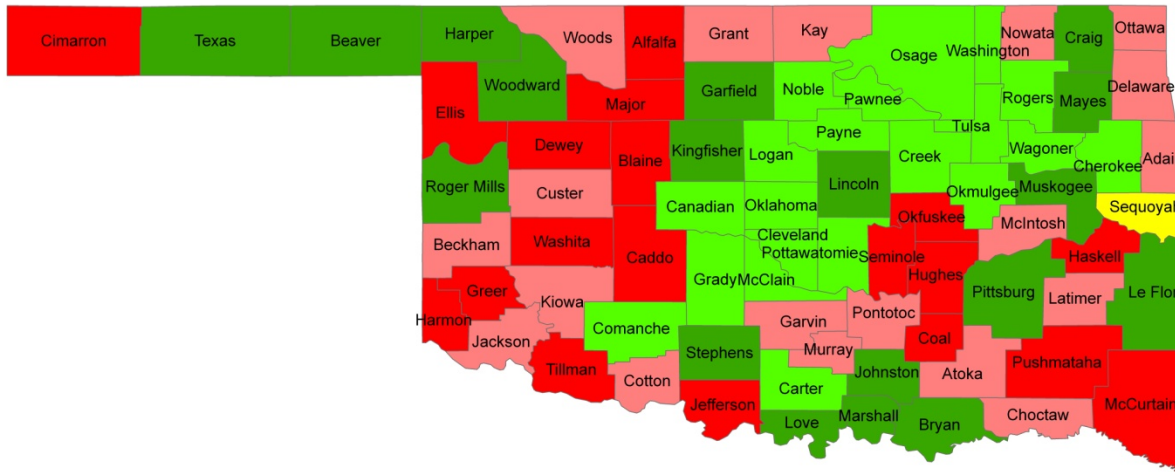 Cimarron
Texas
Beaver
Harper
Woods
Alfalfa
Grant
Kay
Osage
Washington
Nowata
Craig
Ottawa
Ellis
Woodward
Major
Garfield
Noble
Pawnee
Rogers
Mayes
Delaware
Dewey
Blaine
Kingfisher
Logan
Payne
Creek
Tulsa
Wagoner
Cherokee
Adai
Roger Mills
Custer
Canadian
Oklahoma
Lincoln
Okmulgee
Muskogee
Sequoyal
Beckham
Washita
Caddo
Cleveland
Pottawatomie
Okfuskee
McIntosh
Greer
Kiowa
Grady
McClain
Seminole
Hughes
Haskell
Harmon
Jackson
Comanche
Garvin
Pontotoc
Pittsburg
Latimer
Le Flor
Tillman
Cotton
Stephens
Murray
Coal
Pushmataha
Jefferson
Carter
Johnston
Atoka
McCurtain
Love
Marshall
Bryan
Choctaw